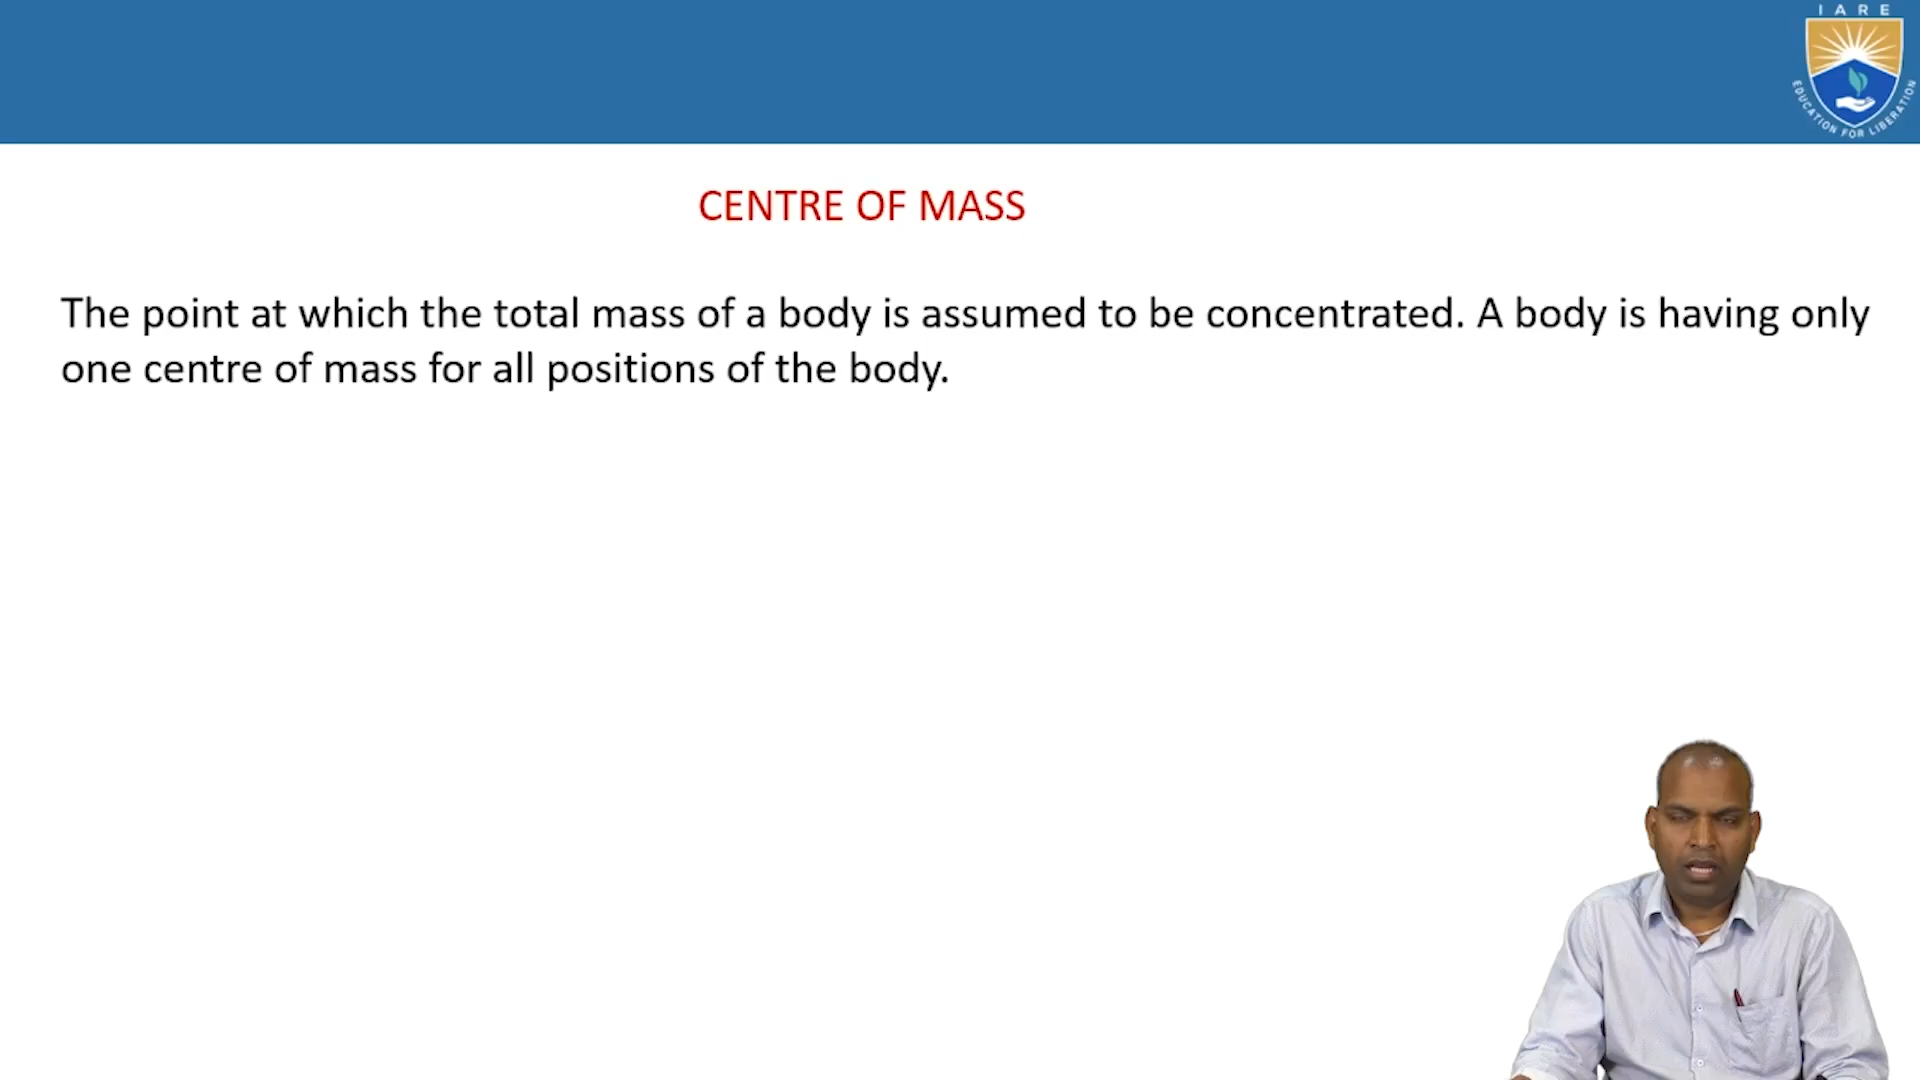 IARE
EDUCATION FOR LIBERATION
CENTRE OF MASS
The point at which the total mass of a body is assumed to be concentrated. A body is having only
one centre of mass for all positions of the body.